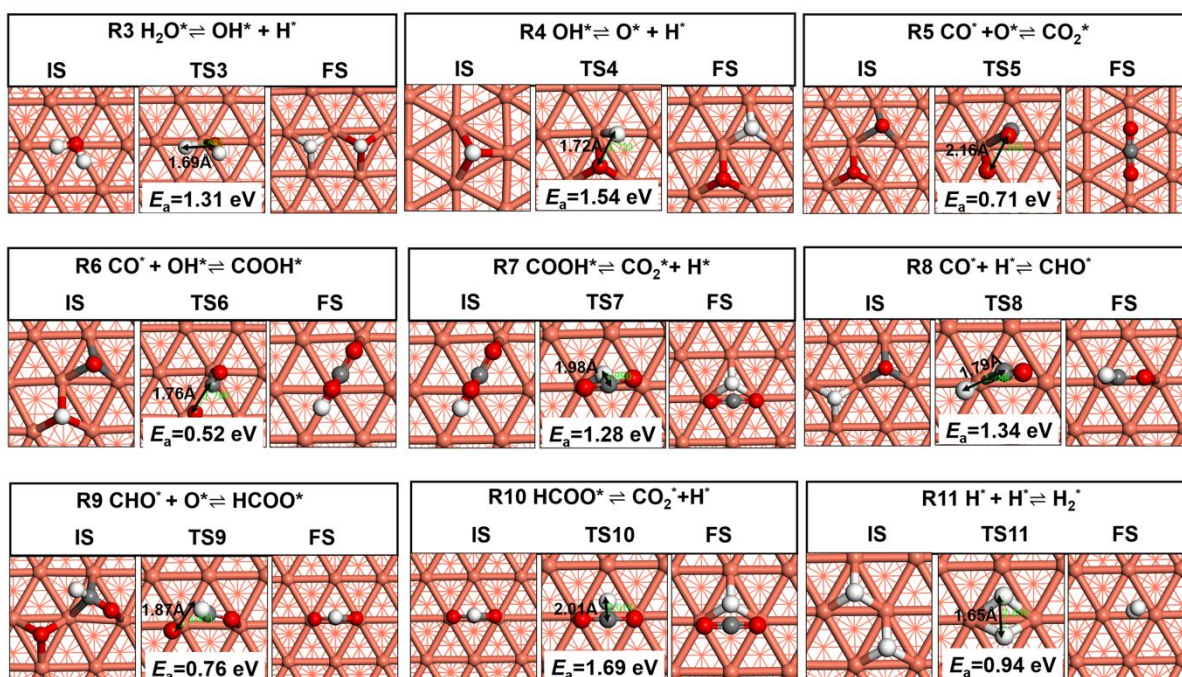 R3 H₂O*⇌ OH* + H*
IS TS3 FS
1.69Å
Eₐ=1.31 eV
R4 OH*⇌ O* + H*
IS TS4 FS
1.72Å
Eₐ=1.54 eV
R5 CO* +O*⇌ CO₂*
IS TS5 FS
2.16Å
Eₐ=0.71 eV
R6 CO* + OH*⇌ COOH*
IS TS6 FS
1.76Å
Eₐ=0.52 eV
R7 COOH*⇌ CO₂*+ H*
IS TS7 FS
1.98Å
Eₐ=1.28 eV
R8 CO*+ H*⇌ CHO*
IS TS8 FS
1.79Å
Eₐ=1.34 eV
R9 CHO* + O*⇌ HCOO*
IS TS9 FS
1.87Å
Eₐ=0.76 eV
R10 HCOO* ⇌ CO₂*+H*
IS TS10 FS
2.01Å
Eₐ=1.69 eV
R11 H* + H*⇌ H₂*
IS TS11 FS
1.65Å
Eₐ=0.94 eV